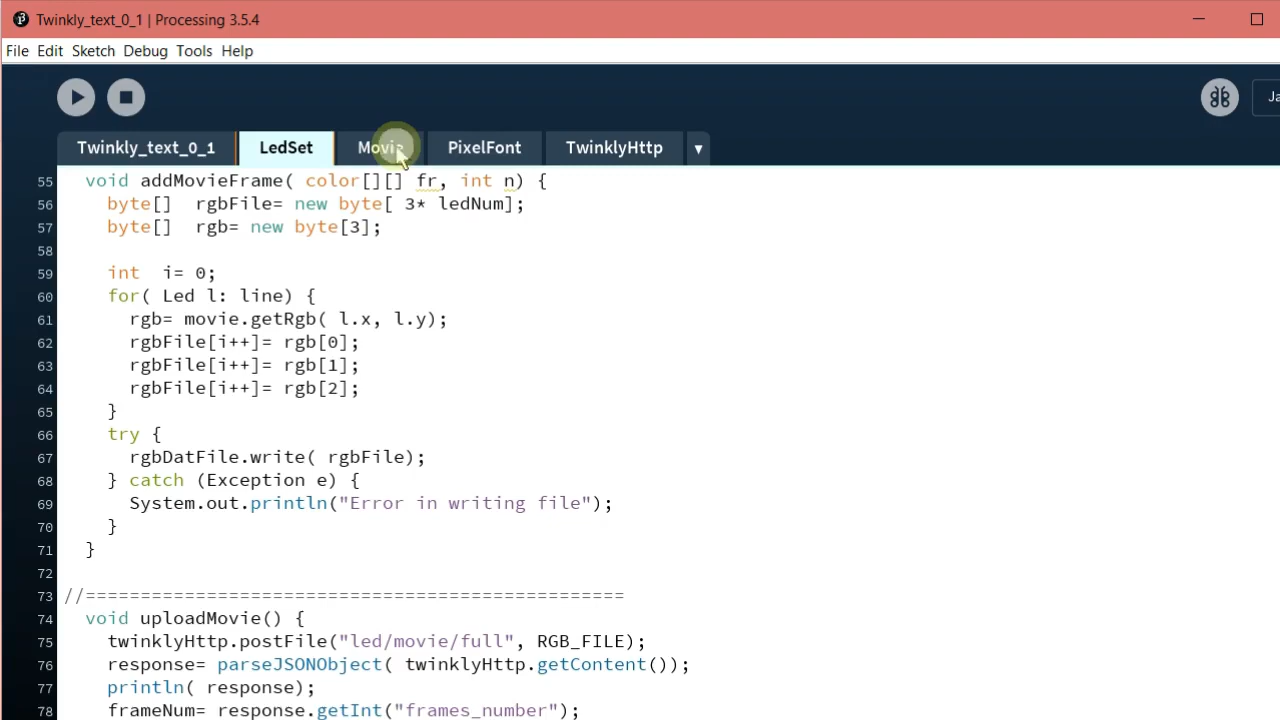 Twinkly_text_0_1 | Processing 3.5.4
File Edit Sketch Debug Tools Help
Twinkly_text_0_1 LedSet Movie PixelFont TwinklyHttp ▼
55 void addMovieFrame( color[][] fr, int n) {
56 byte[] rgbFile= new byte[ 3* ledNum];
57 byte[] rgb= new byte[3];
58
59 int i= 0;
60 for( Led l: line) {
61 rgb= movie.getRgb( l.x, l.y);
62 rgbFile[i++]= rgb[0];
63 rgbFile[i++]= rgb[1];
64 rgbFile[i++]= rgb[2];
65 }
66 try {
67 rgbDatFile.write( rgbFile);
68 } catch (Exception e) {
69 System.out.println("Error in writing file");
70 }
71 }
72
73 //=================================================
74 void uploadMovie() {
75 twinklyHttp.postFile("led/movie/full", RGB_FILE);
76 response= parseJSONObject( twinklyHttp.getContent());
77 println( response);
78 frameNum= response.getInt("frames_number");